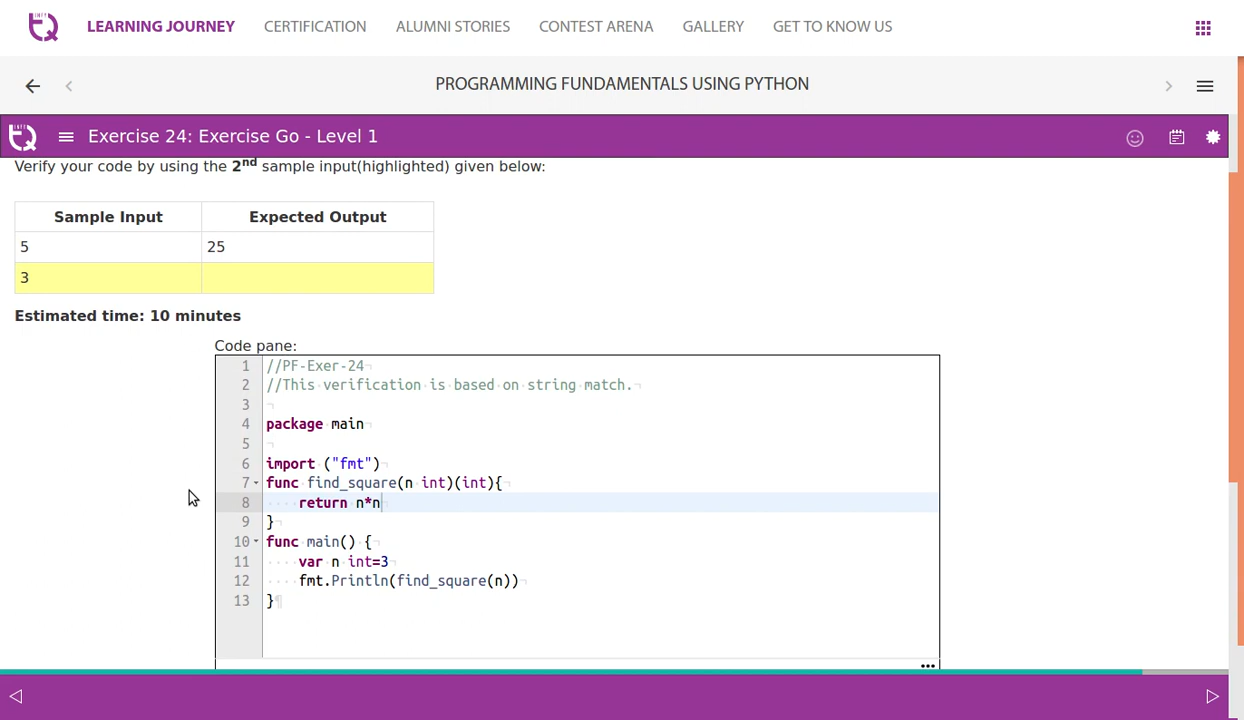 LEARNING JOURNEY CERTIFICATION ALUMNI STORIES CONTEST ARENA GALLERY GET TO KNOW US
PROGRAMMING FUNDAMENTALS USING PYTHON
Exercise 24: Exercise Go - Level 1
Verify your code by using the 2nd sample input(highlighted) given below:
Sample Input Expected Output
5 25
3
Estimated time: 10 minutes
Code pane:
1 //PF-Exer-24
2 //This verification is based on string match.
3
4 package main
5
6 import ("fmt")
7 func find_square(n int)(int){
8 return n*n
9 }
10 func main() {
11 var n int=3
12 fmt.Println(find_square(n))
13 }